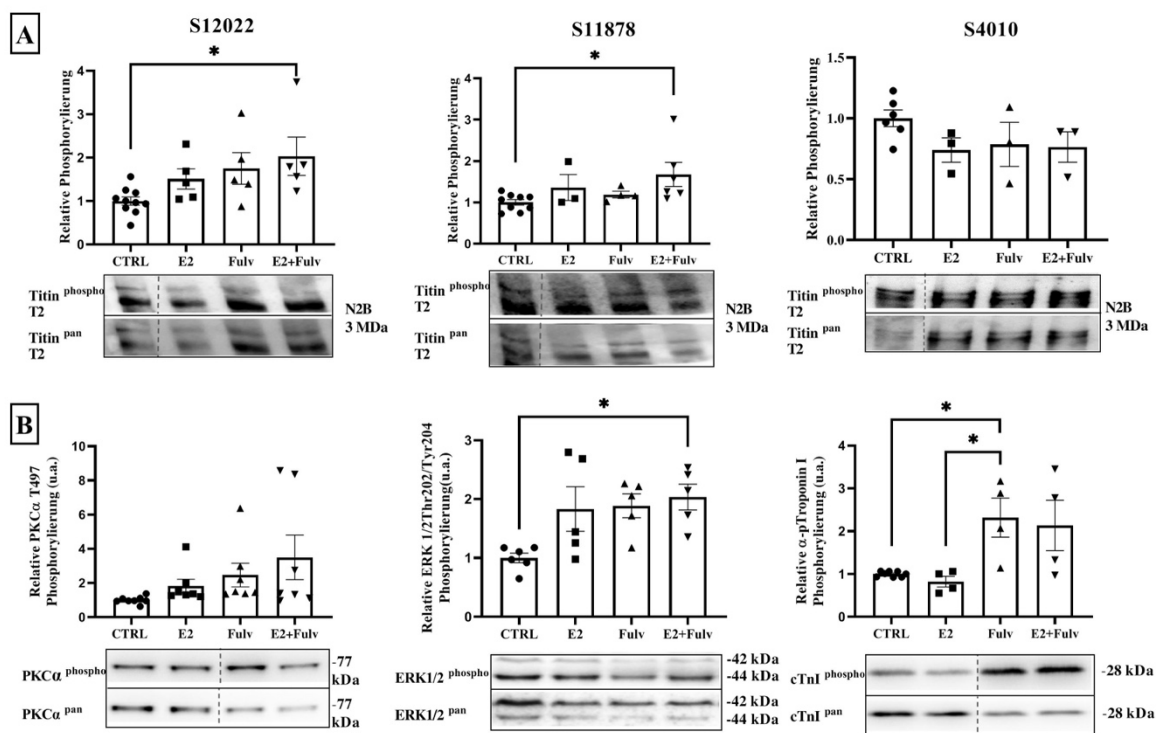 A
S12022
S11878
S4010
Relative Phosphorylierung
4
3
2
1
0
*
CTRL
E2
Fulv
E2+Fulv
Titin phospho
T2
Titin pan
T2
N2B
3 MDa
Relative Phosphorylierung
4
3
2
1
0
*
CTRL
E2
Fulv
E2+Fulv
Titin phospho
T2
Titin pan
T2
N2B
3 MDa
Relative Phosphorylierung
1.5
1.0
0.5
0.0
CTRL
E2
Fulv
E2+Fulv
Titin phospho
T2
Titin pan
T2
N2B
3 MDa
B
Relative PKCα T497
Phosphorylierung (u.a.)
10
8
6
4
2
0
CTRL
E2
Fulv
E2+Fulv
PKCα phospho
-77
kDa
PKCα pan
-77
kDa
Relative ERK 1/2Thr202/Tyr204
Phosphorylierung(u.a.)
3
2
1
0
*
CTRL
E2
Fulv
E2+Fulv
ERK1/2 phospho
-42 kDa
-44 kDa
ERK1/2 pan
-42 kDa
-44 kDa
Relative α-pTroponin I
Phosphorylierung (u.a.)
4
3
2
1
0
*
*
CTRL
E2
Fulv
E2+Fulv
cTnI phospho
-28 kDa
cTnI pan
-28 kDa